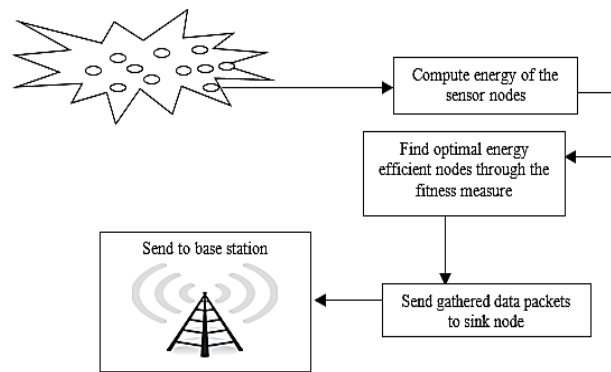 Compute energy of the
sensor nodes
Find optimal energy
efficient nodes through the
fitness measure
Send gathered data packets
to sink node
Send to base station